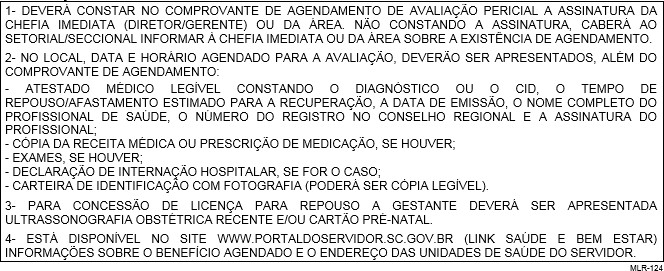 1- DEVERÁ CONSTAR NO COMPROVANTE DE AGENDAMENTO DE AVALIAÇÃO PERICIAL A ASSINATURA DA
CHEFIA IMEDIATA (DIRETOR/GERENTE) OU DA ÁREA. NÃO CONSTANDO A ASSINATURA, CABERÁ AO
SETORIAL/SECCIONAL INFORMAR À CHEFIA IMEDIATA OU DA ÁREA SOBRE A EXISTÊNCIA DE AGENDAMENTO.
2- NO LOCAL, DATA E HORÁRIO AGENDADO PARA A AVALIAÇÃO, DEVERÃO SER APRESENTADOS, ALÉM DO
COMPROVANTE DE AGENDAMENTO:
- ATESTADO MÉDICO LEGÍVEL CONSTANDO O DIAGNÓSTICO OU O CID, O TEMPO DE
REPOUSO/AFASTAMENTO ESTIMADO PARA A RECUPERAÇÃO, A DATA DE EMISSÃO, O NOME COMPLETO DO
PROFISSIONAL DE SAÚDE, O NÚMERO DO REGISTRO NO CONSELHO REGIONAL E A ASSINATURA DO
PROFISSIONAL;
- CÓPIA DA RECEITA MÉDICA OU PRESCRIÇÃO DE MEDICAÇÃO, SE HOUVER;
- EXAMES, SE HOUVER;
- DECLARAÇÃO DE INTERNAÇÃO HOSPITALAR, SE FOR O CASO;
- CARTEIRA DE IDENTIFICAÇÃO COM FOTOGRAFIA (PODERÁ SER CÓPIA LEGÍVEL).
3- PARA CONCESSÃO DE LICENÇA PARA REPOUSO A GESTANTE DEVERÁ SER APRESENTADA
ULTRASSONOGRAFIA OBSTÉTRICA RECENTE E/OU CARTÃO PRÉ-NATAL.
4- ESTÀ DISPONÍVEL NO SITE WWW.PORTALDOSERVIDOR.SC.GOV.BR (LINK SAÚDE E BEM ESTAR)
INFORMAÇÕES SOBRE O BENEFÍCIO AGENDADO E O ENDEREÇO DAS UNIDADES DE SAÚDE DO SERVIDOR.
MLR-124